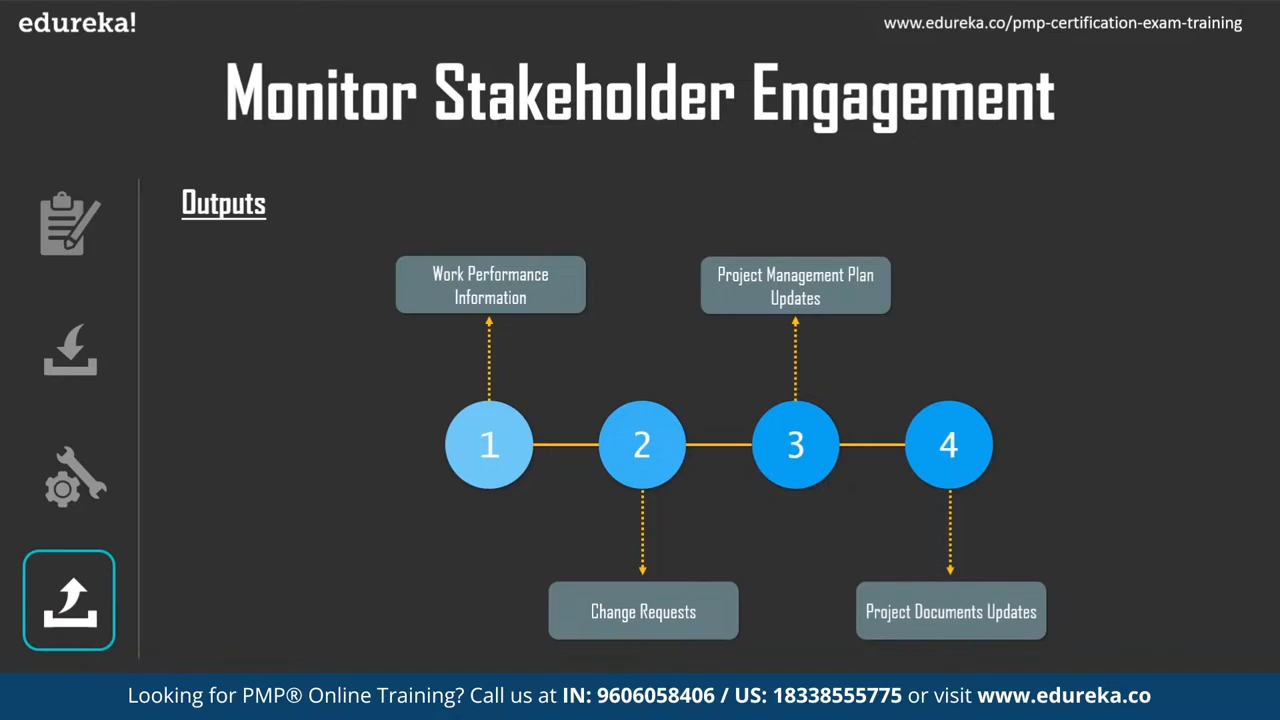 edureka!
www.edureka.co/pmp-certification-exam-training
Monitor Stakeholder Engagement
Outputs
Work Performance
Information
Project Management Plan
Updates
1
2
3
4
Change Requests
Project Documents Updates
Looking for PMP® Online Training? Call us at IN: 9606058406 / US: 18338555775 or visit www.edureka.co